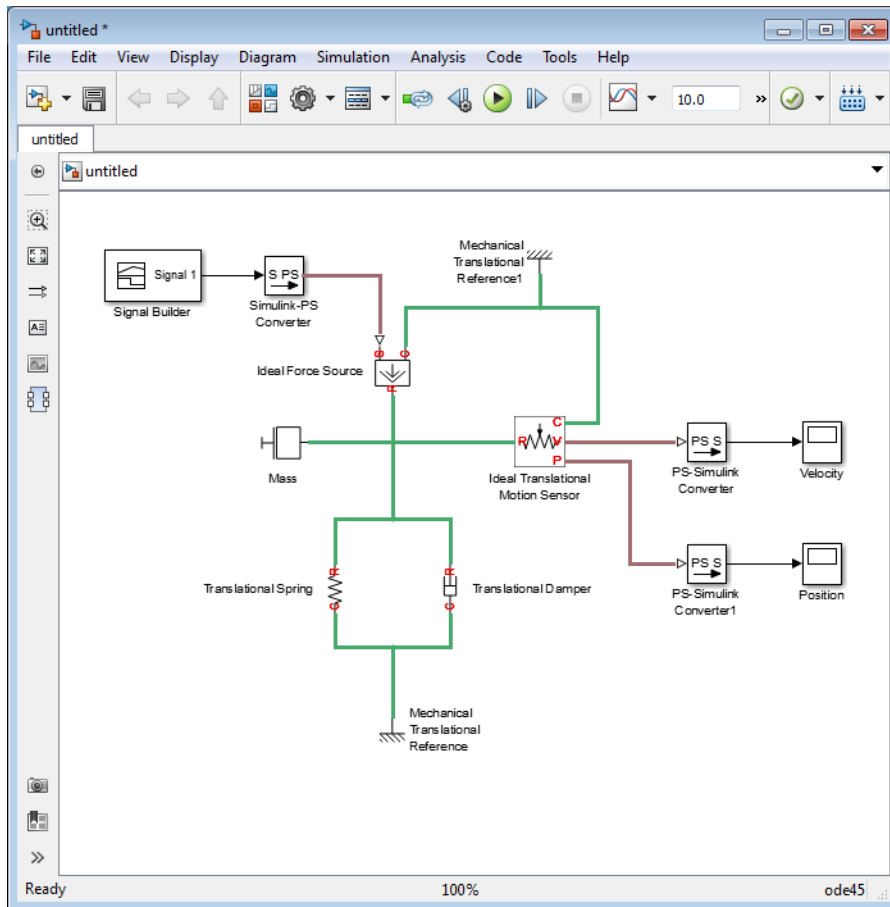 untitled *
File Edit View Display Diagram Simulation Analysis Code Tools Help
10.0 »
untitled
untitled
Mechanical
Translational
Reference1
Signal 1
Signal Builder
S PS
Simulink-PS
Converter
S C
Ideal Force Source
R
Mass
C
R V
P
Ideal Translational
Motion Sensor
PS S
PS-Simulink
Converter
Velocity
R R
Translational Spring
Translational Damper
C C
PS S
PS-Simulink
Converter1
Position
Mechanical
Translational
Reference
Ready 100% ode45